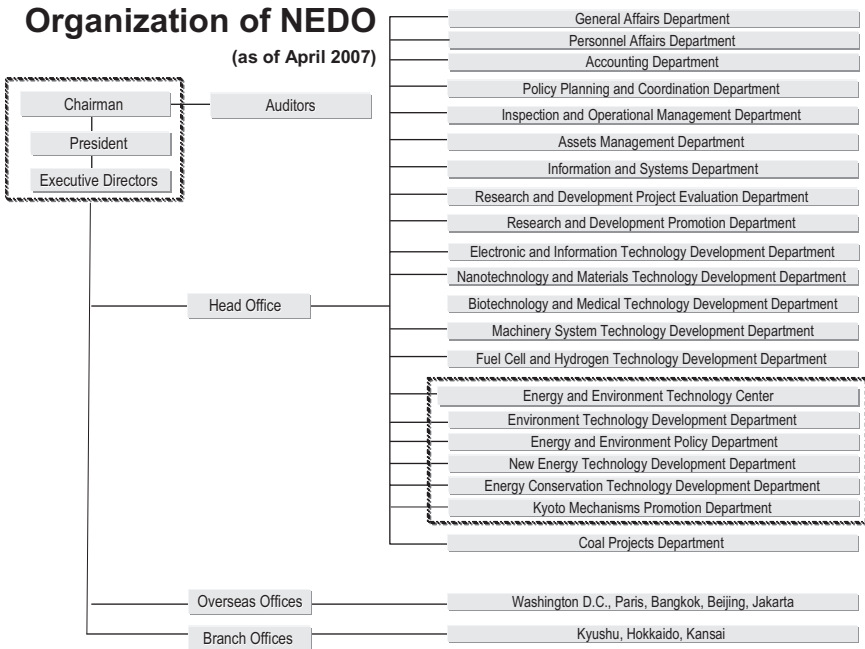 Organization of NEDO
(as of April 2007)
Chairman
Auditors
President
Executive Directors
Head Office
General Affairs Department
Personnel Affairs Department
Accounting Department
Policy Planning and Coordination Department
Inspection and Operational Management Department
Assets Management Department
Information and Systems Department
Research and Development Project Evaluation Department
Research and Development Promotion Department
Electronic and Information Technology Development Department
Nanotechnology and Materials Technology Development Department
Biotechnology and Medical Technology Development Department
Machinery System Technology Development Department
Fuel Cell and Hydrogen Technology Development Department
Energy and Environment Technology Center
Environment Technology Development Department
Energy and Environment Policy Department
New Energy Technology Development Department
Energy Conservation Technology Development Department
Kyoto Mechanisms Promotion Department
Coal Projects Department
Overseas Offices
Washington D.C., Paris, Bangkok, Beijing, Jakarta
Branch Offices
Kyushu, Hokkaido, Kansai